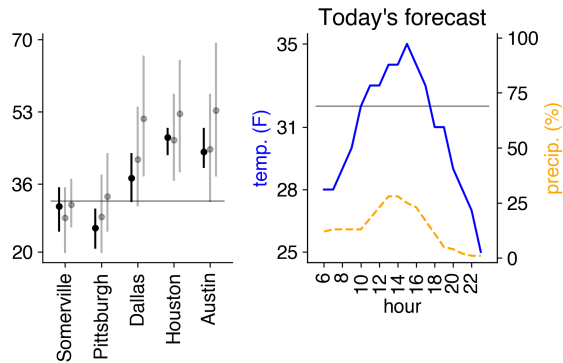 Today's forecast
70
53
36
20
Somerville
Pittsburgh
Dallas
Houston
Austin
temp. (F)
35
31
28
25
6
8
10
12
14
16
18
20
22
hour
100
75
50
25
0
precip. (%)